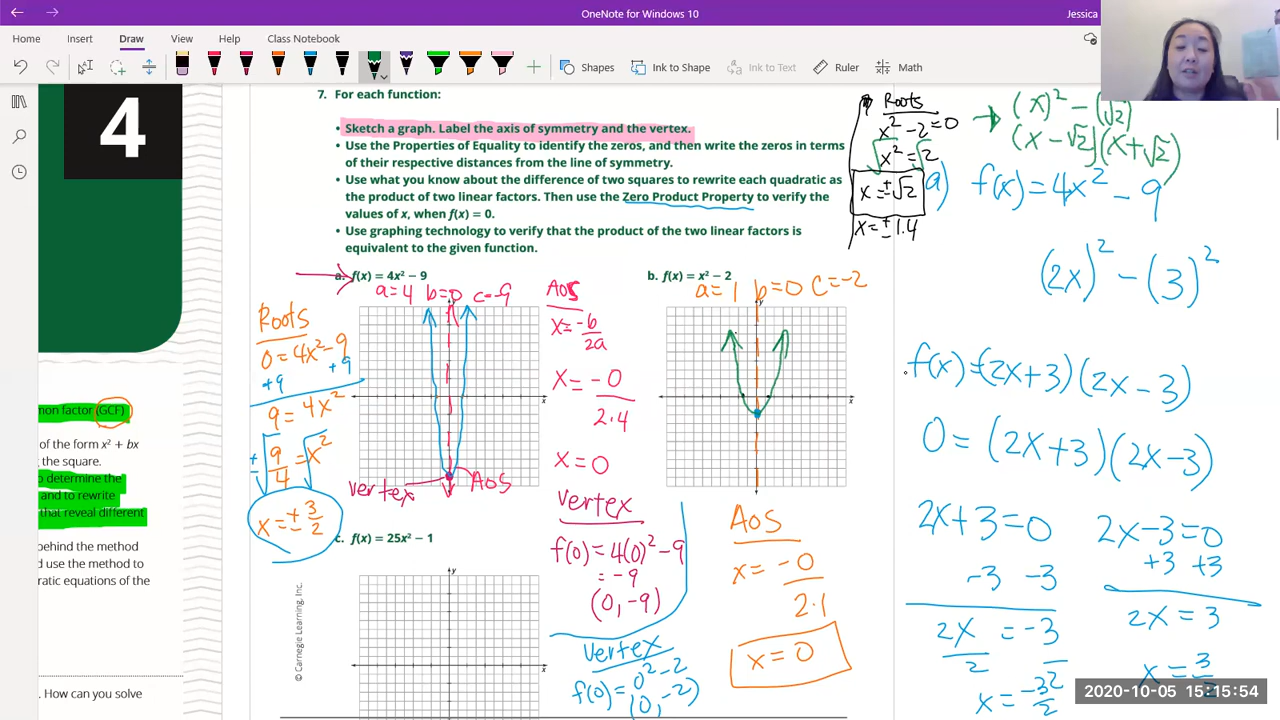 OneNote for Windows 10
Jessica
Home Insert Draw View Help Class Notebook
Shapes Ink to Shape Ink to Text Ruler Math
4
non factor (GCF)
of the form x² + bx
the square.
o determine the
and to rewrite
that reveal different
behind the method
d use the method to
ratic equations of the
. How can you solve
7. For each function:
• Sketch a graph. Label the axis of symmetry and the vertex.
• Use the Properties of Equality to identify the zeros, and then write the zeros in terms
of their respective distances from the line of symmetry.
• Use what you know about the difference of two squares to rewrite each quadratic as
the product of two linear factors. Then use the Zero Product Property to verify the
values of x, when f(x) = 0.
• Use graphing technology to verify that the product of the two linear factors is
equivalent to the given function.
a. f(x) = 4x² − 9
a=4 b=0 c=-9
y
x
Roots
0=4x²-9
+9 +9
9=4x²
±√9/4=√x²
x=±3/2
vertex
AOS
AOS
x=-b/2a
x=-0/2·4
x=0
vertex
f(0)=4(0)²-9
=-9
(0,-9)
b. f(x) = x² − 2
a=1 b=0 c=-2
y
x
AOS
x=-0/2·1
x=0
vertex
f(0)=0²-2
(0,-2)
c. f(x) = 25x² − 1
y
x
© Carnegie Learning, Inc.
Roots
x²-2=0
√x²=√2
x=±√2
x=±1.4
(x)²-(√2)
(x-√2)(x+√2)
a) f(x)=4x²-9
(2x)²-(3)²
f(x)=(2x+3)(2x-3)
0=(2x+3)(2x-3)
2x+3=0
-3 -3
2x=-3
2
2x-3=0
+3 +3
2x=3
2020-10-05 15:15:54